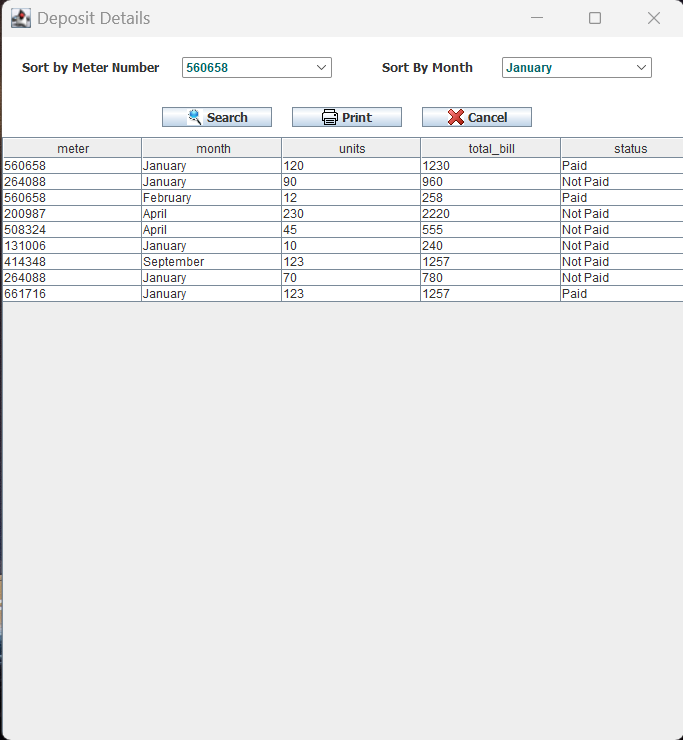 Deposit Details
Sort by Meter Number 560658 Sort By Month January
Search Print Cancel
meter month units total_bill status
560658 January 120 1230 Paid
264088 January 90 960 Not Paid
560658 February 12 258 Paid
200987 April 230 2220 Not Paid
508324 April 45 555 Not Paid
131006 January 10 240 Not Paid
414348 September 123 1257 Not Paid
264088 January 70 780 Not Paid
661716 January 123 1257 Paid